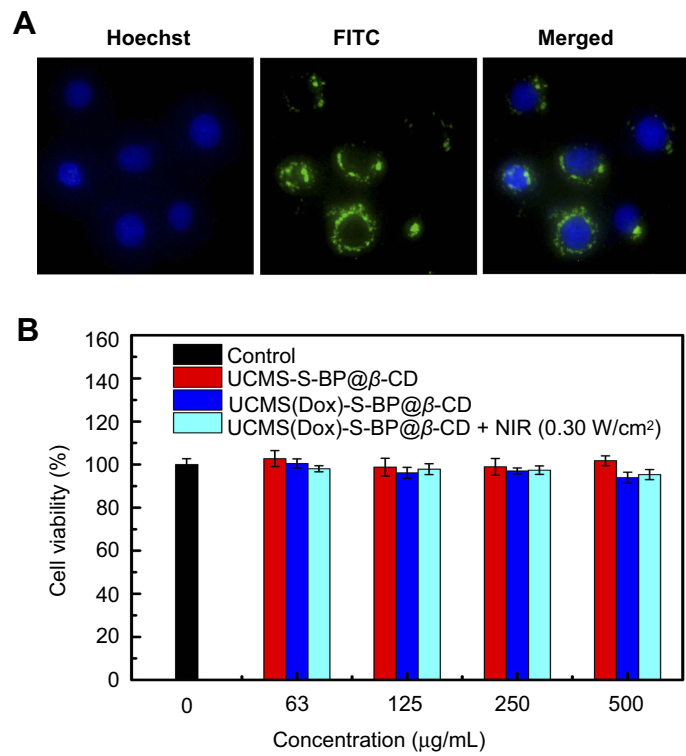 A
Hoechst FITC Merged
B
160
140
120
100
80
60
40
20
0
Cell viability (%)
Control
UCMS-S-BP@β-CD
UCMS(Dox)-S-BP@β-CD
UCMS(Dox)-S-BP@β-CD + NIR (0.30 W/cm²)
0 63 125 250 500
Concentration (μg/mL)